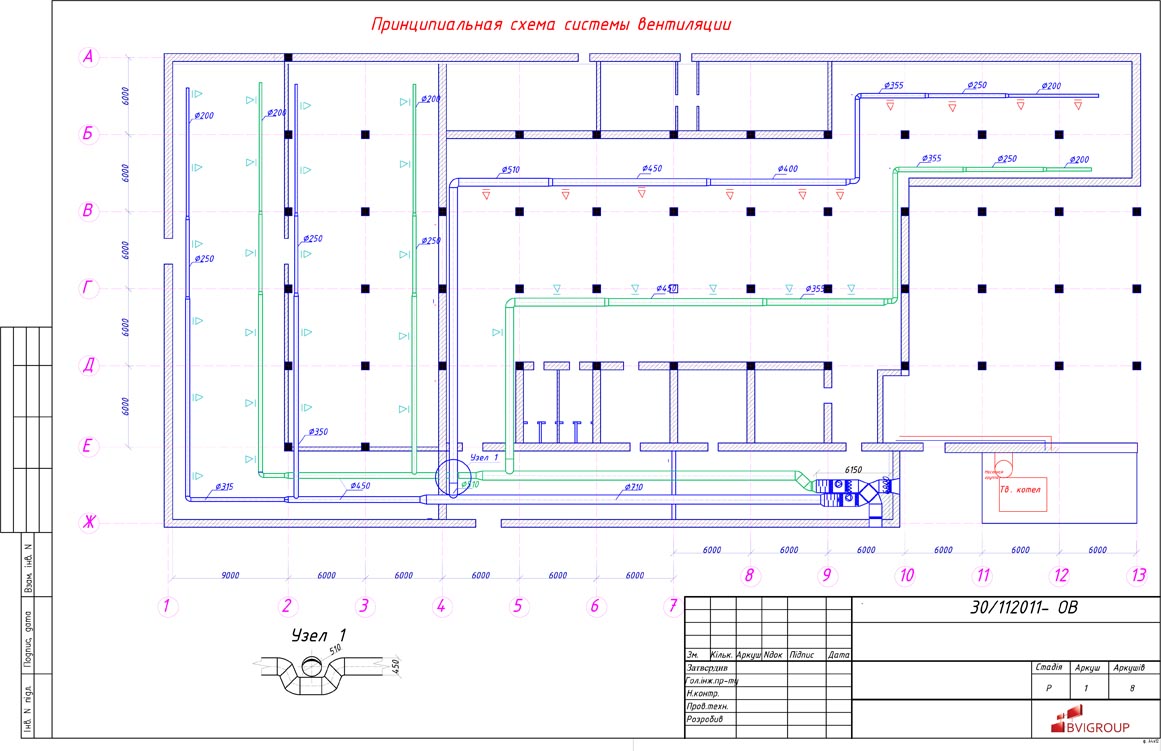 Принципиальная схема системы вентиляции
А
Б
В
Г
Д
Е
Ж
6000
6000
6000
6000
6000
Ø200
Ø200
Ø200
Ø250
Ø250
Ø250
Ø350
Ø315
Ø450
Ø710
Ø510
Ø450
Ø400
Ø355
Ø250
Ø200
Ø355
Ø250
Ø200
Ø450
Ø355
Узел 1
6150
Тв. котел
9000
6000
6000
6000
6000
6000
6000
6000
6000
6000
6000
6000
1
2
3
4
5
6
7
8
9
10
11
12
13
Узел 1
510
450
Взам. інв. N
Подпис, дата
Інв. N підл.
30/112011- ОВ
Зм. Кільк. Аркуш Nдок Підпис Дата
Затвердив
Гол.інж.пр-ту
Н.контр.
Пров.техн.
Розробив
Стадія Аркуш Аркушів
Р 1 8
BVIGROUP